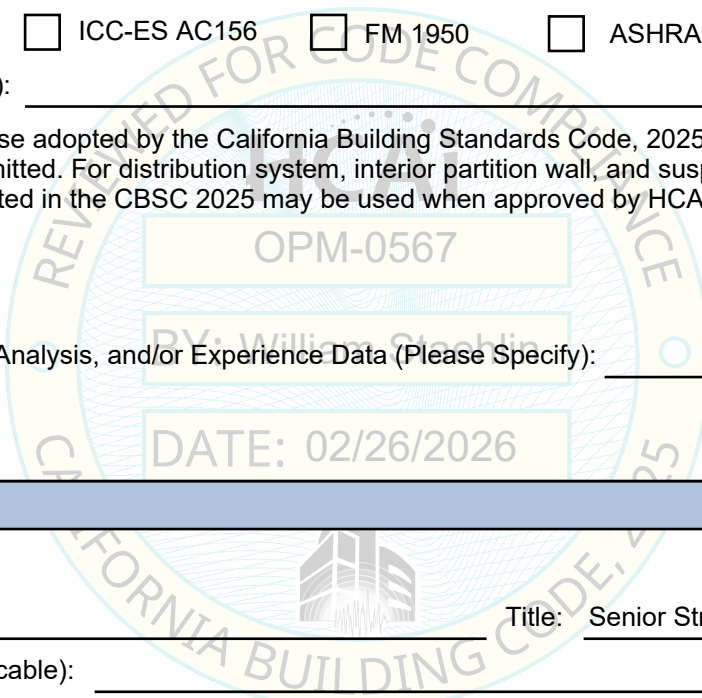 ICC-ES AC156 FM 1950 ASHRA
):
se adopted by the California Building Standards Code, 2025
mitted. For distribution system, interior partition wall, and susp
ted in the CBSC 2025 may be used when approved by HCA
REVIEWED FOR CODE COMPLIANCE
HCAi
OPM-0567
BY: William Staehlin
Analysis, and/or Experience Data (Please Specify):
DATE: 02/26/2026
Title: Senior Str
cable):
CALIFORNIA BUILDING CODE, 2025